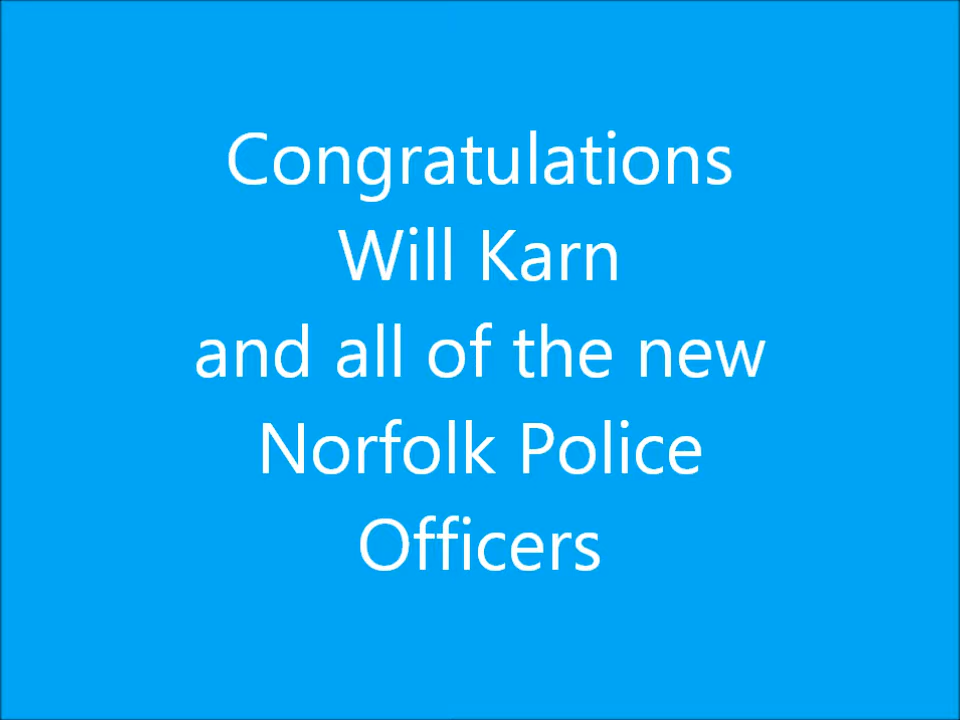 Congratulations
Will Karn
and all of the new
Norfolk Police
Officers